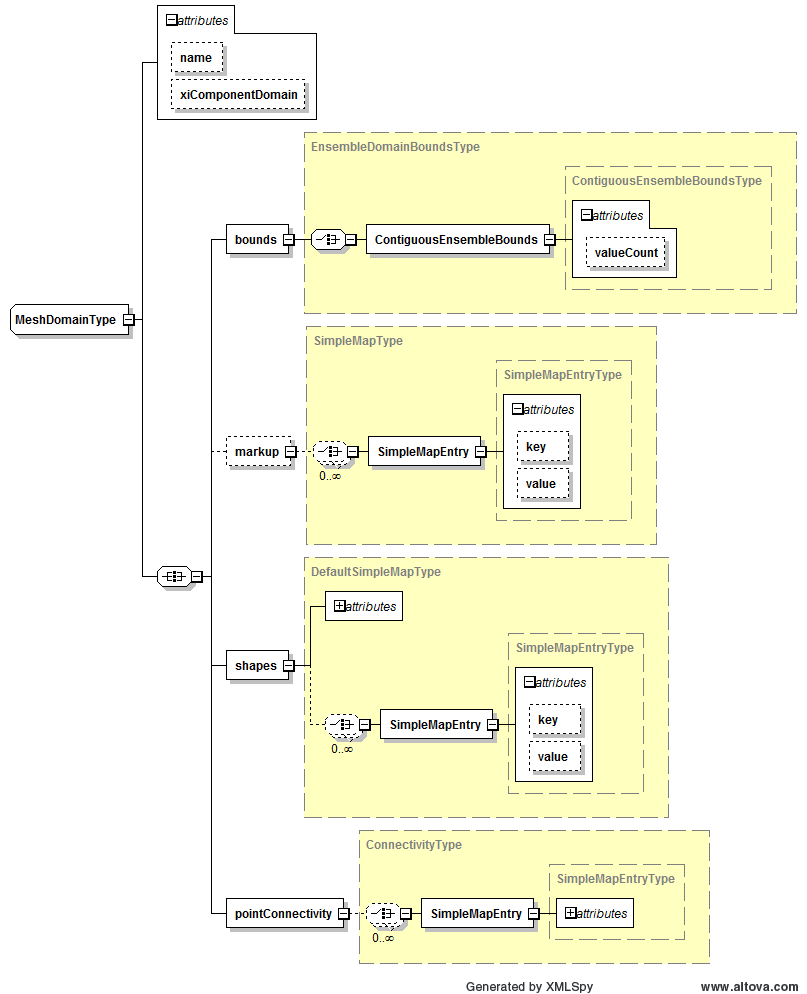 attributes
name
xiComponentDomain
EnsembleDomainBoundsType
ContiguousEnsembleBoundsType
attributes
bounds
ContiguousEnsembleBounds
valueCount
MeshDomainType
SimpleMapType
SimpleMapEntryType
attributes
markup
SimpleMapEntry
key
0..∞
value
DefaultSimpleMapType
attributes
SimpleMapEntryType
shapes
attributes
SimpleMapEntry
key
0..∞
value
ConnectivityType
SimpleMapEntryType
pointConnectivity
SimpleMapEntry
attributes
0..∞
Generated by XMLSpy
www.altova.com